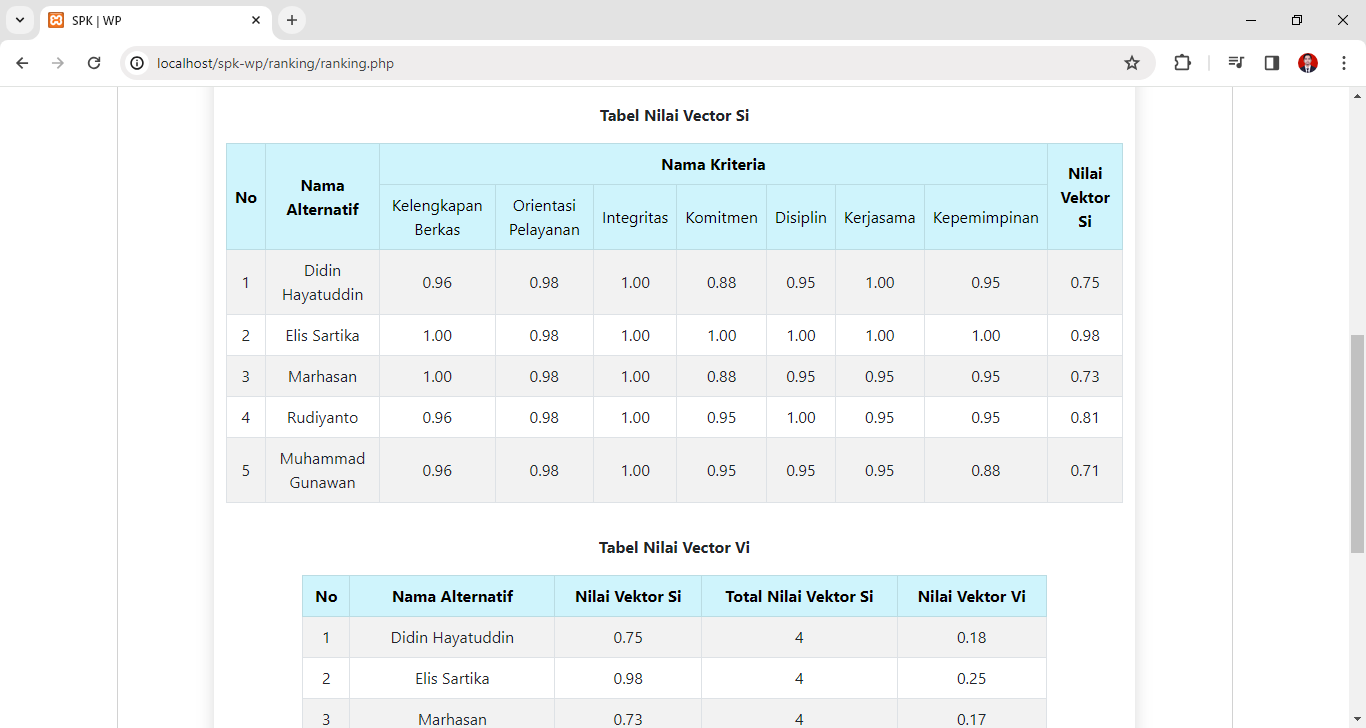 SPK | WP
localhost/spk-wp/ranking/ranking.php
Tabel Nilai Vector Si
No Nama Alternatif Nama Kriteria Nilai Vektor Si
Kelengkapan Berkas Orientasi Pelayanan Integritas Komitmen Disiplin Kerjasama Kepemimpinan
1 Didin Hayatuddin 0.96 0.98 1.00 0.88 0.95 1.00 0.95 0.75
2 Elis Sartika 1.00 0.98 1.00 1.00 1.00 1.00 1.00 0.98
3 Marhasan 1.00 0.98 1.00 0.88 0.95 0.95 0.95 0.73
4 Rudiyanto 0.96 0.98 1.00 0.95 1.00 0.95 0.95 0.81
5 Muhammad Gunawan 0.96 0.98 1.00 0.95 0.95 0.95 0.88 0.71
Tabel Nilai Vector Vi
No Nama Alternatif Nilai Vektor Si Total Nilai Vektor Si Nilai Vektor Vi
1 Didin Hayatuddin 0.75 4 0.18
2 Elis Sartika 0.98 4 0.25
3 Marhasan 0.73 4 0.17